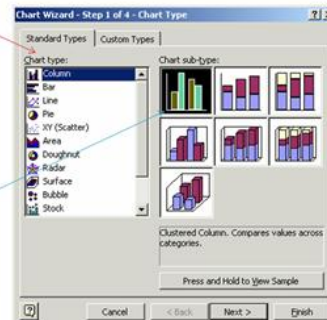 Chart Wizard - Step 1 of 4 - Chart Type
Standard Types Custom Types
Chart type:
Column
Bar
Line
Pie
XY (Scatter)
Area
Doughnut
Radar
Surface
Bubble
Stock
Chart sub-type:
Clustered Column. Compares values across
categories.
Press and Hold to View Sample
Cancel < Back Next > Finish